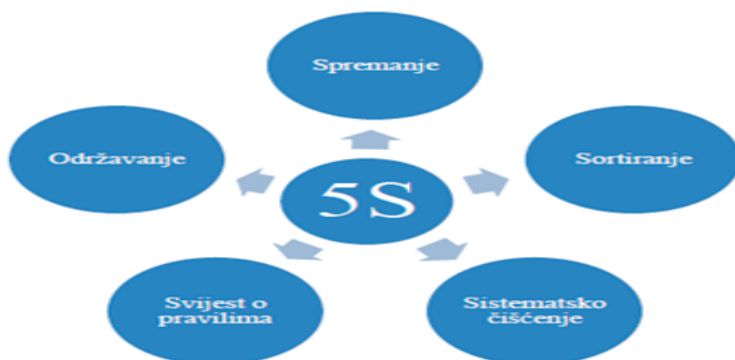 Spremanje
Održavanje
Sortiranje
5S
Svijest o
pravilima
Sistematsko
čišćenje